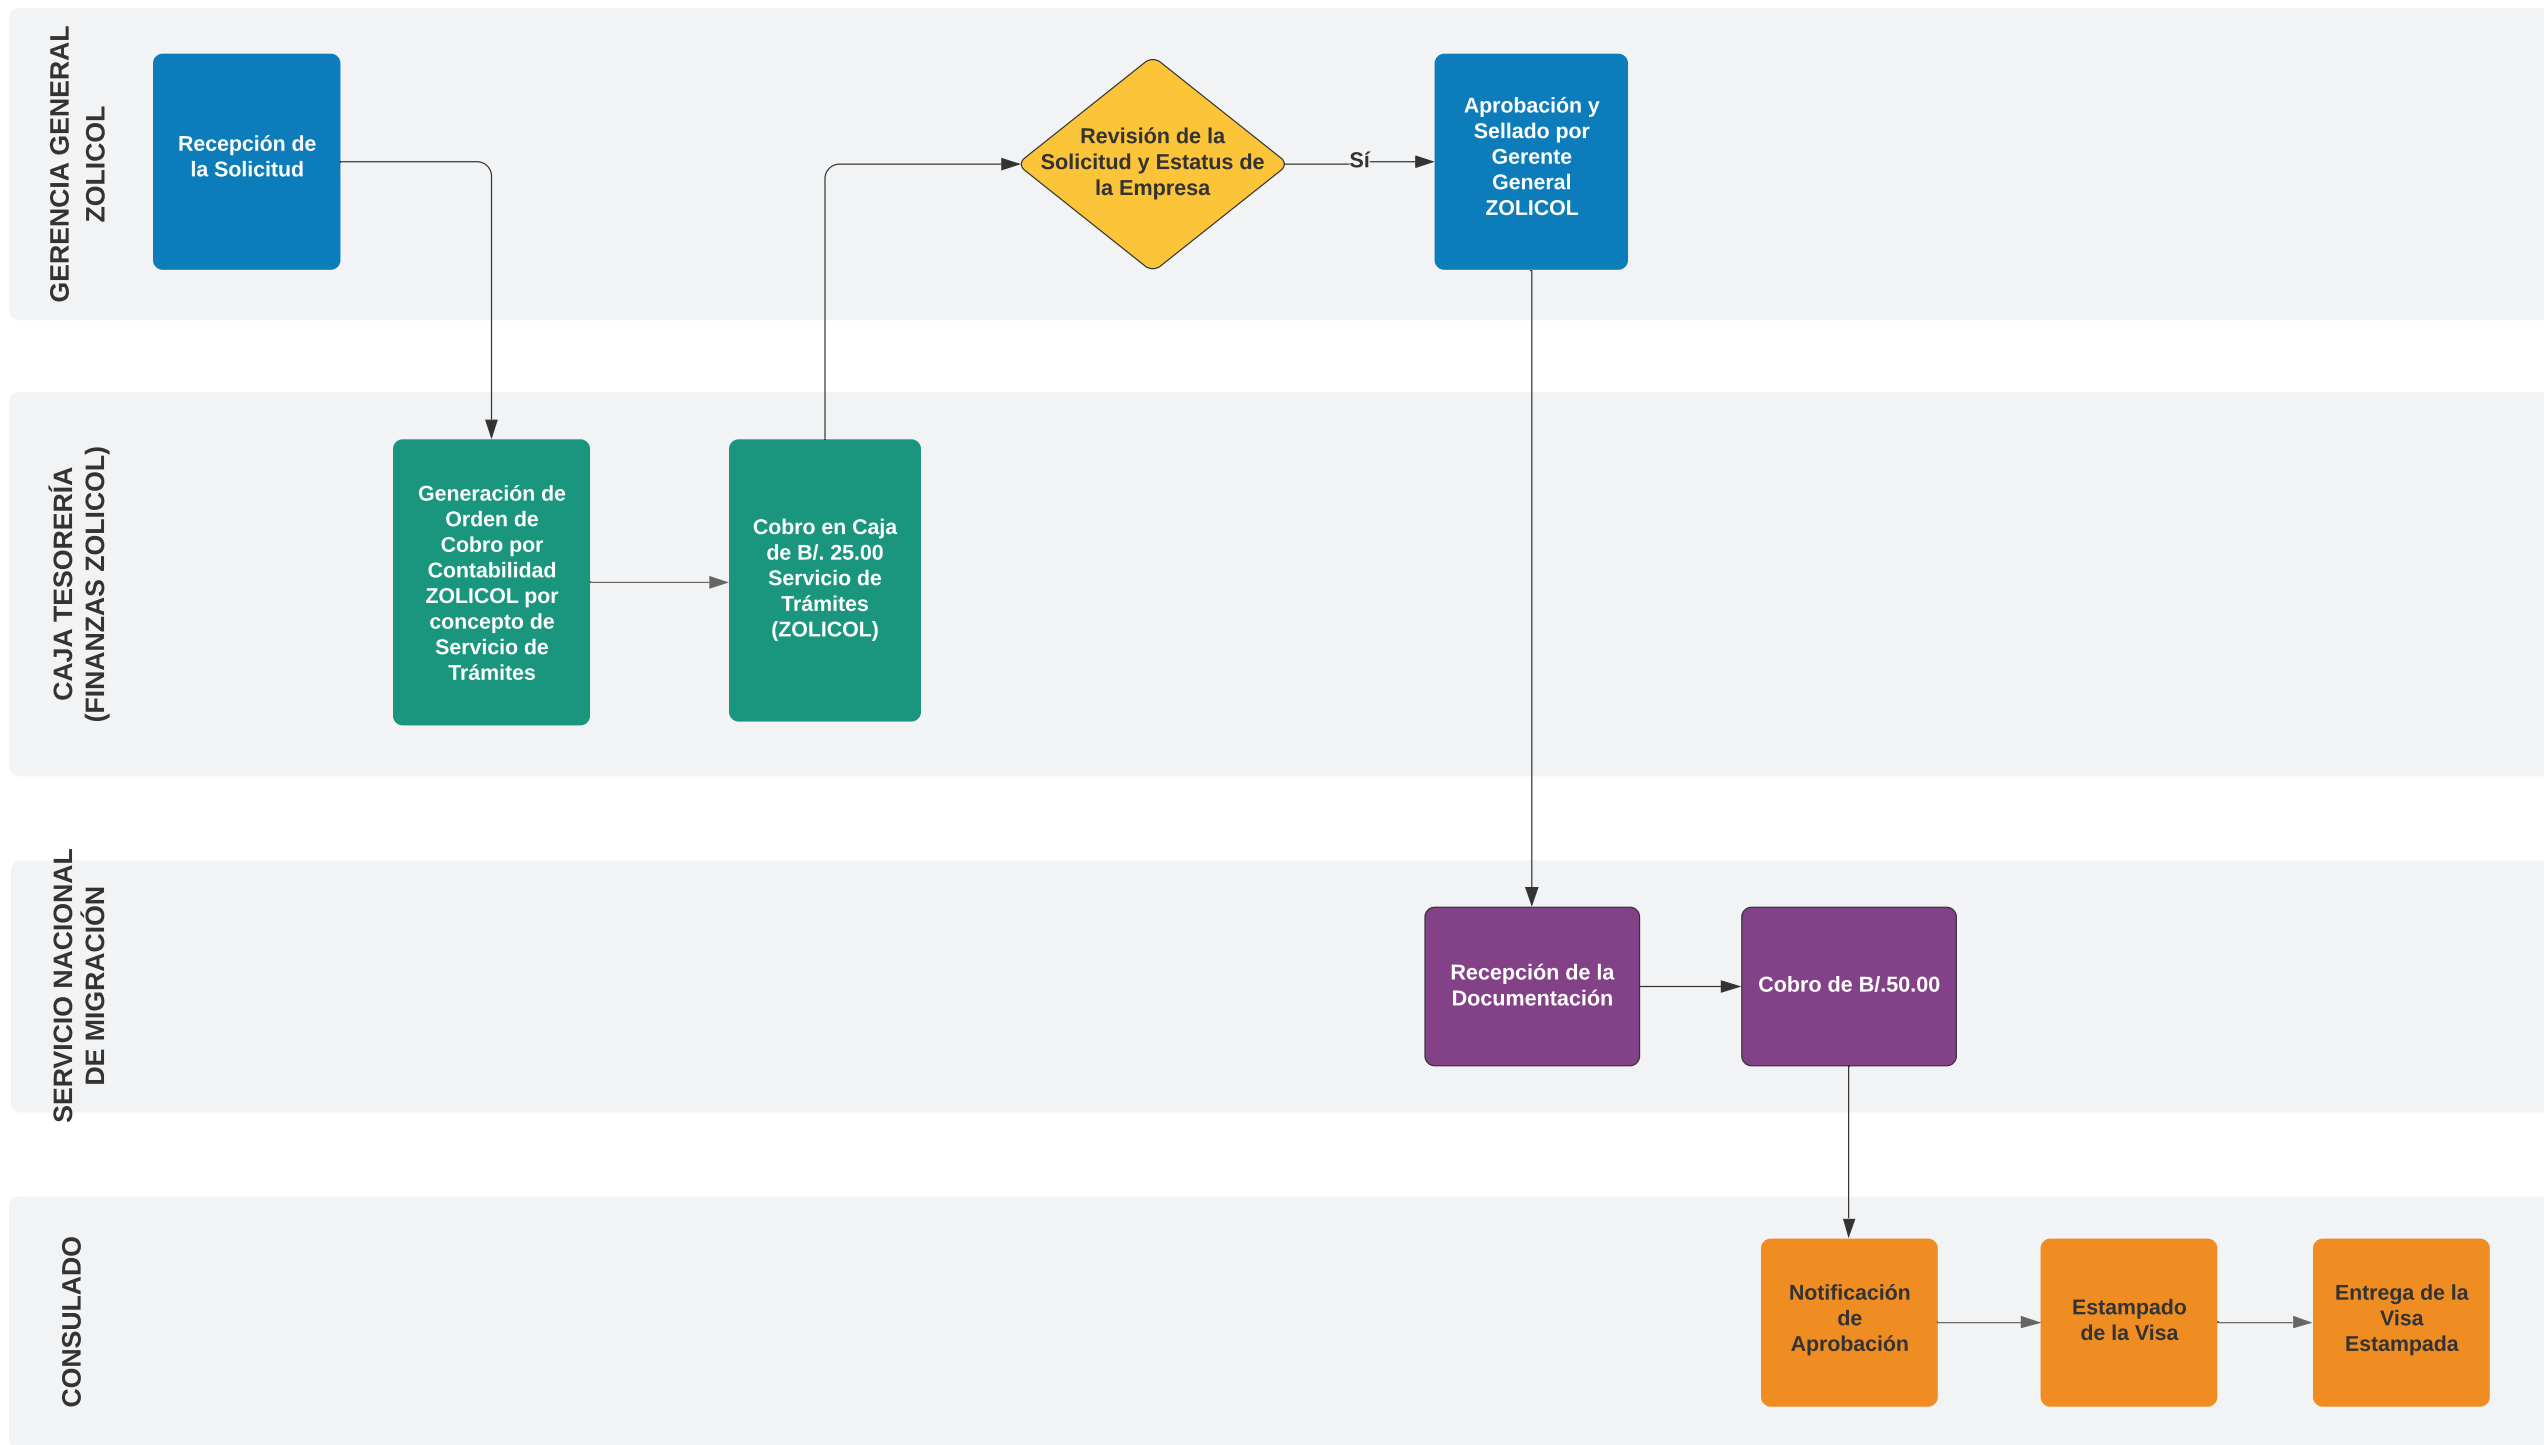 GERENCIA GENERAL
ZOLICOL
Recepción de
la Solicitud
Revisión de la
Solicitud y Estatus de
la Empresa
Sí
Aprobación y
Sellado por
Gerente
General
ZOLICOL
CAJA TESORERÍA
(FINANZAS ZOLICOL)
Generación de
Orden de
Cobro por
Contabilidad
ZOLICOL por
concepto de
Servicio de
Trámites
Cobro en Caja
de B/. 25.00
Servicio de
Trámites
(ZOLICOL)
SERVICIO NACIONAL
DE MIGRACIÓN
Recepción de la
Documentación
Cobro de B/.50.00
CONSULADO
Notificación
de
Aprobación
Estampado
de la Visa
Entrega de la
Visa
Estampada